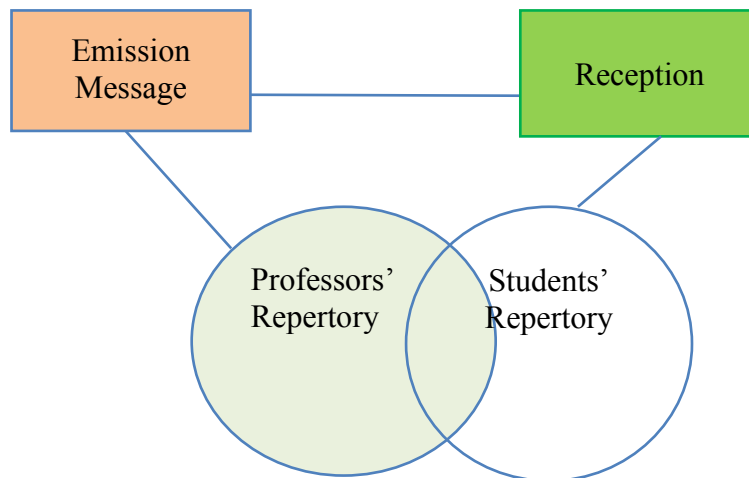 Emission
Message
Reception
Professors’
Repertory
Students’
Repertory